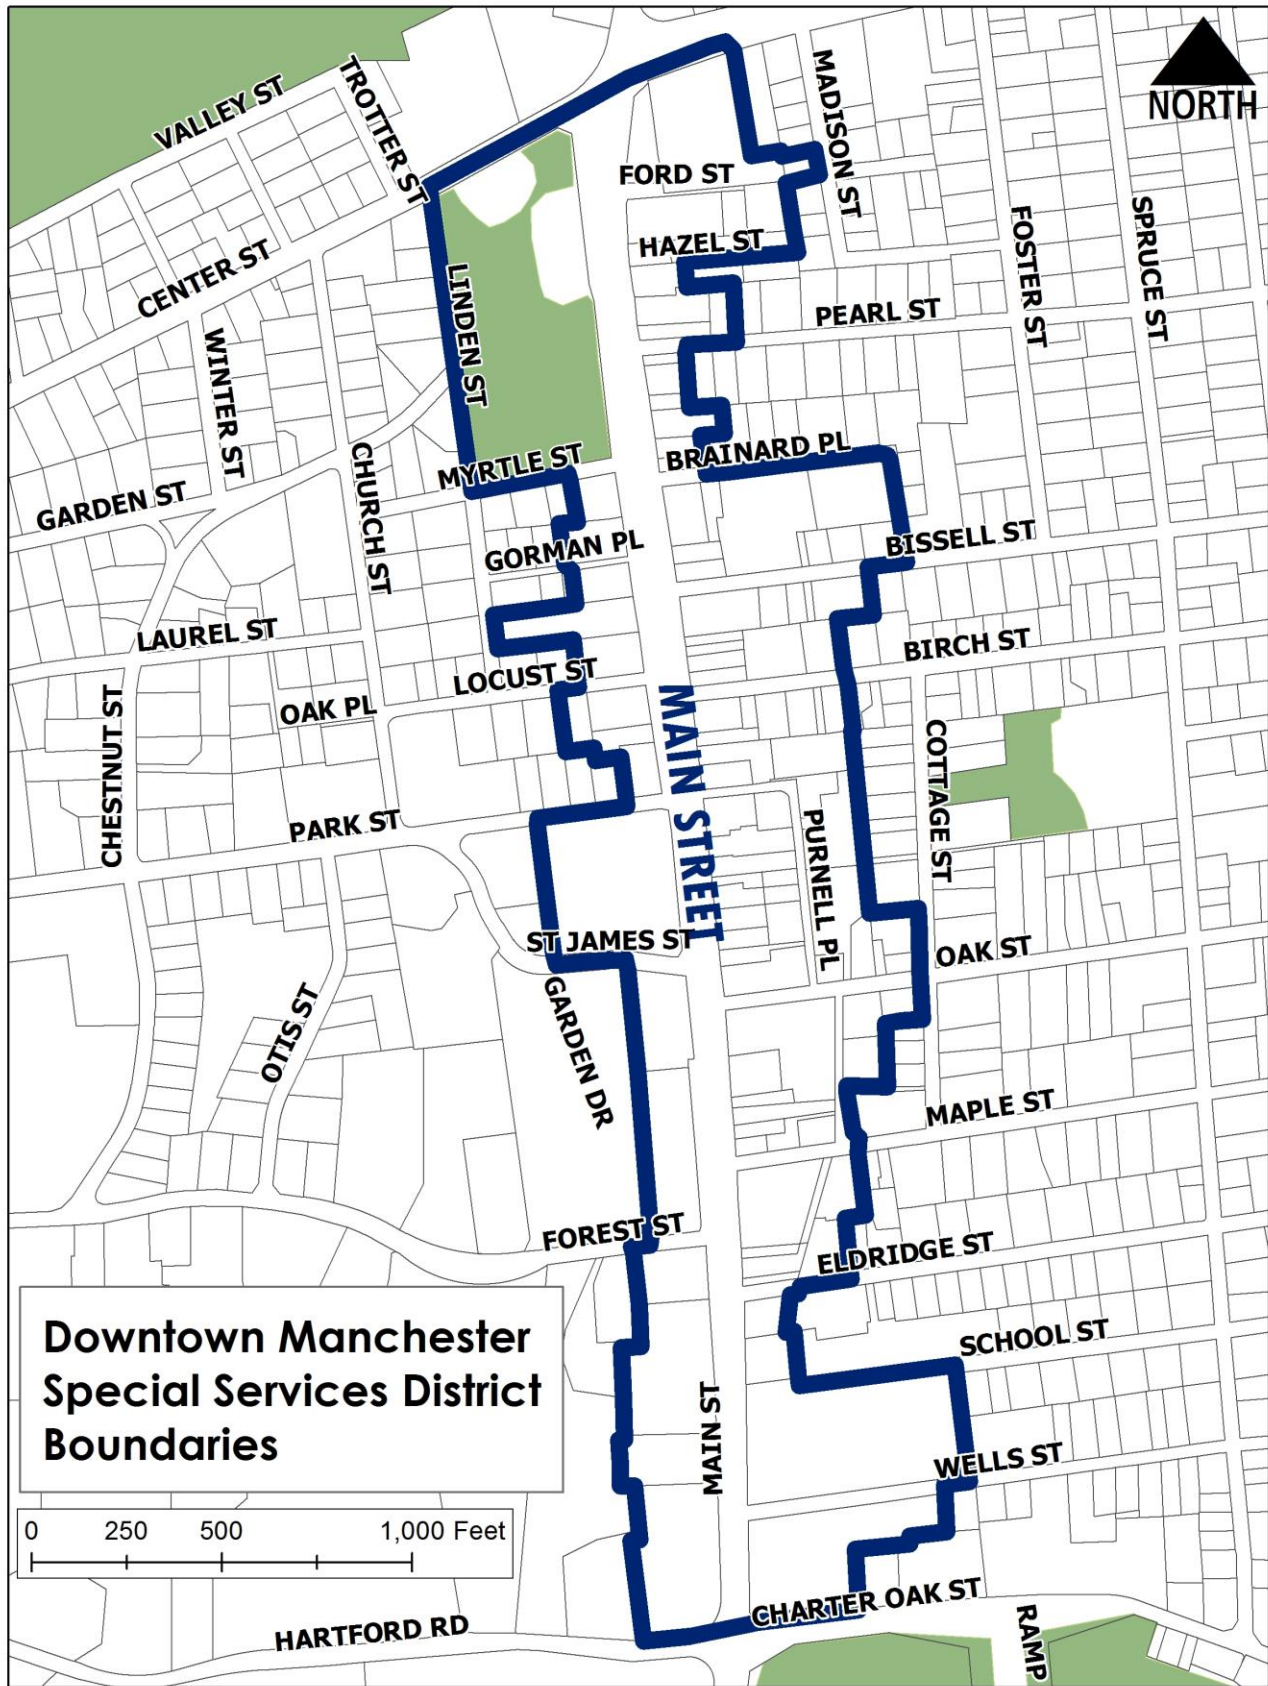 VALLEY ST
TROTTER ST
MADISON ST
NORTH
FORD ST
HAZEL ST
FOSTER ST
SPRUCE ST
CENTER ST
LINDEN ST
PEARL ST
WINTER ST
MYRTLE ST
BRAINARD PL
GARDEN ST
CHURCH ST
GORMAN PL
BISSELL ST
LAUREL ST
LOCUST ST
BIRCH ST
OAK PL
CHESTNUT ST
MAIN STREET
COTTAGE ST
PARK ST
PURNELL PL
ST JAMES ST
OAK ST
GARDEN DR
OTIS ST
MAPLE ST
FOREST ST
ELDRIDGE ST
Downtown Manchester
Special Services District
Boundaries
SCHOOL ST
MAIN ST
WELLS ST
0 250 500 1,000 Feet
CHARTER OAK ST
HARTFORD RD
RAMP